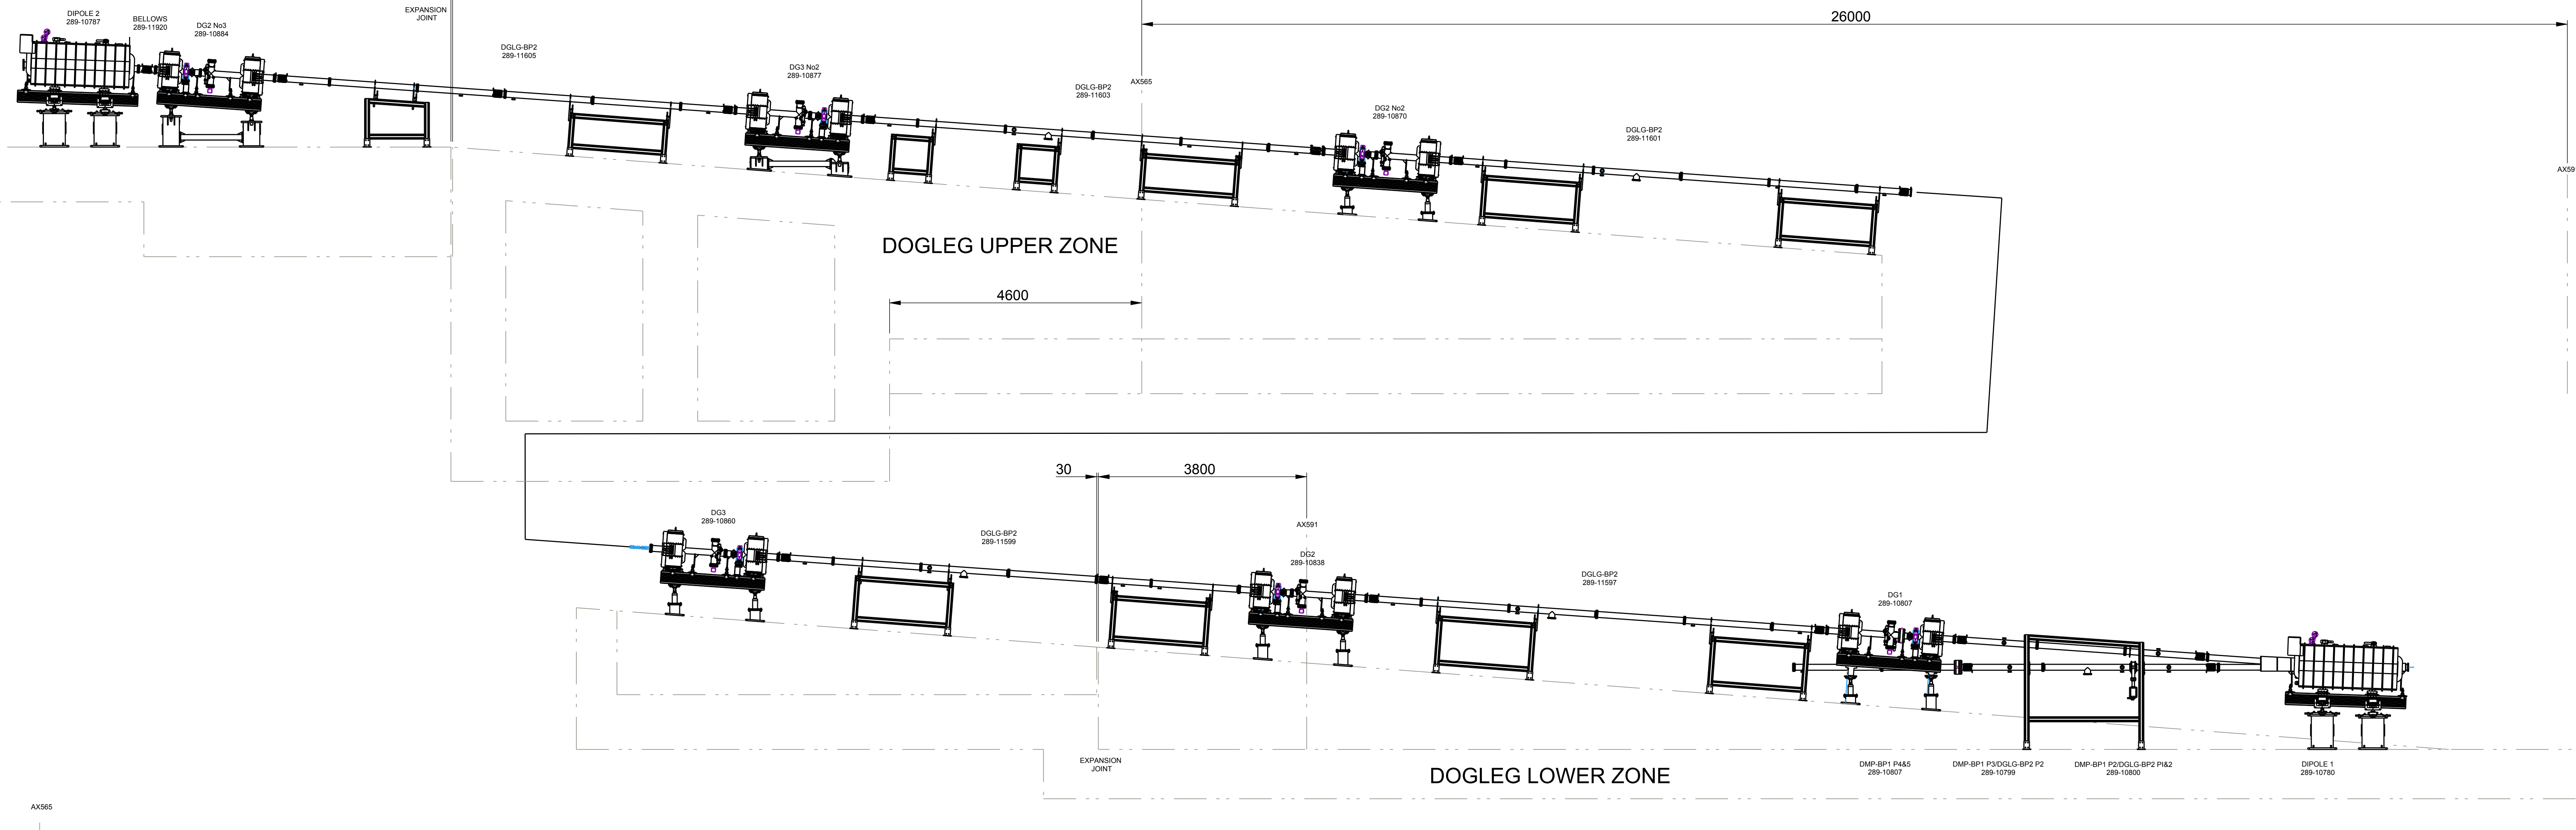 DIPOLE 2
289-10787
BELLOWS
289-11920
DG2 No3
289-10884
EXPANSION
JOINT
26000
DGLG-BP2
289-11605
DG3 No2
289-10877
DGLG-BP2
289-11603
AX565
DG2 No2
289-10870
DGLG-BP2
289-11601
AX59
DOGLEG UPPER ZONE
4600
30
3800
DG3
289-10860
AX591
DGLG-BP2
289-11599
DG2
289-10838
DGLG-BP2
289-11597
DG1
289-10807
EXPANSION
JOINT
DOGLEG LOWER ZONE
DMP-BP1 P4&5
289-10807
DMP-BP1 P3/DGLG-BP2 P2
289-10799
DMP-BP1 P2/DGLG-BP2 PI&2
289-10800
DIPOLE 1
289-10780
AX565